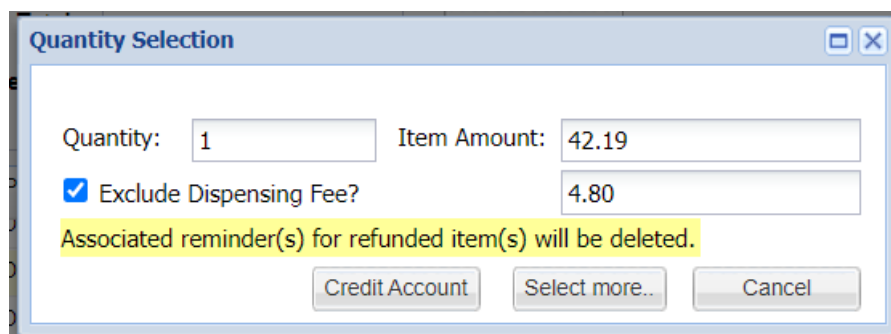 Quantity Selection
Quantity: 1 Item Amount: 42.19
Exclude Dispensing Fee? 4.80
Associated reminder(s) for refunded item(s) will be deleted.
Credit Account Select more.. Cancel